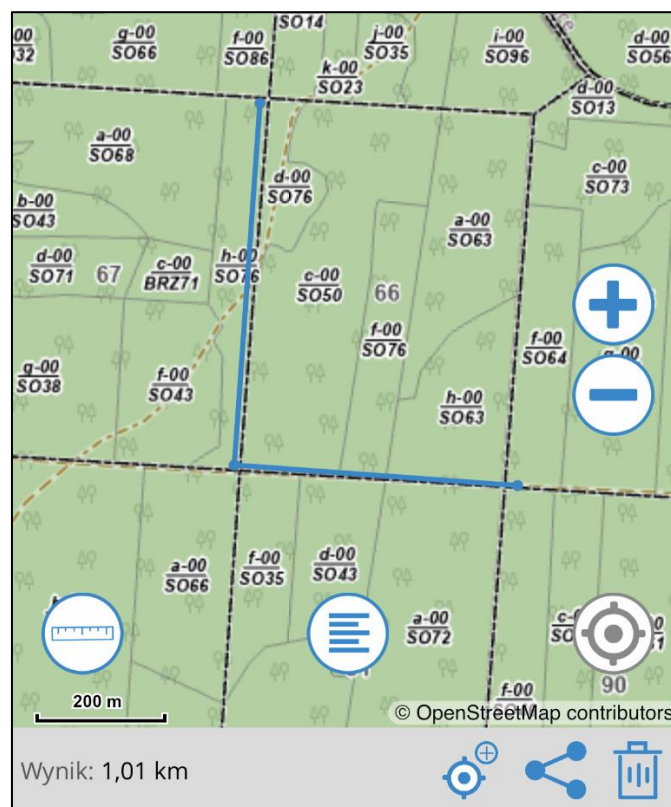 SO14
g-00
SO66
f-00
SO86
j-00
SO35
i-00
SO96
d-00
SO56
k-00
SO23
d-00
SO13
a-00
SO68
d-00
SO76
c-00
SO73
b-00
SO43
a-00
SO63
d-00
SO71
67
c-00
BRZ71
h-00
SO76
c-00
SO50
66
f-00
SO76
f-00
SO64
g-00
SO38
f-00
SO43
h-00
SO63
a-00
SO66
f-00
SO35
d-00
SO43
a-00
SO72
90
200 m
© OpenStreetMap contributors
Wynik: 1,01 km